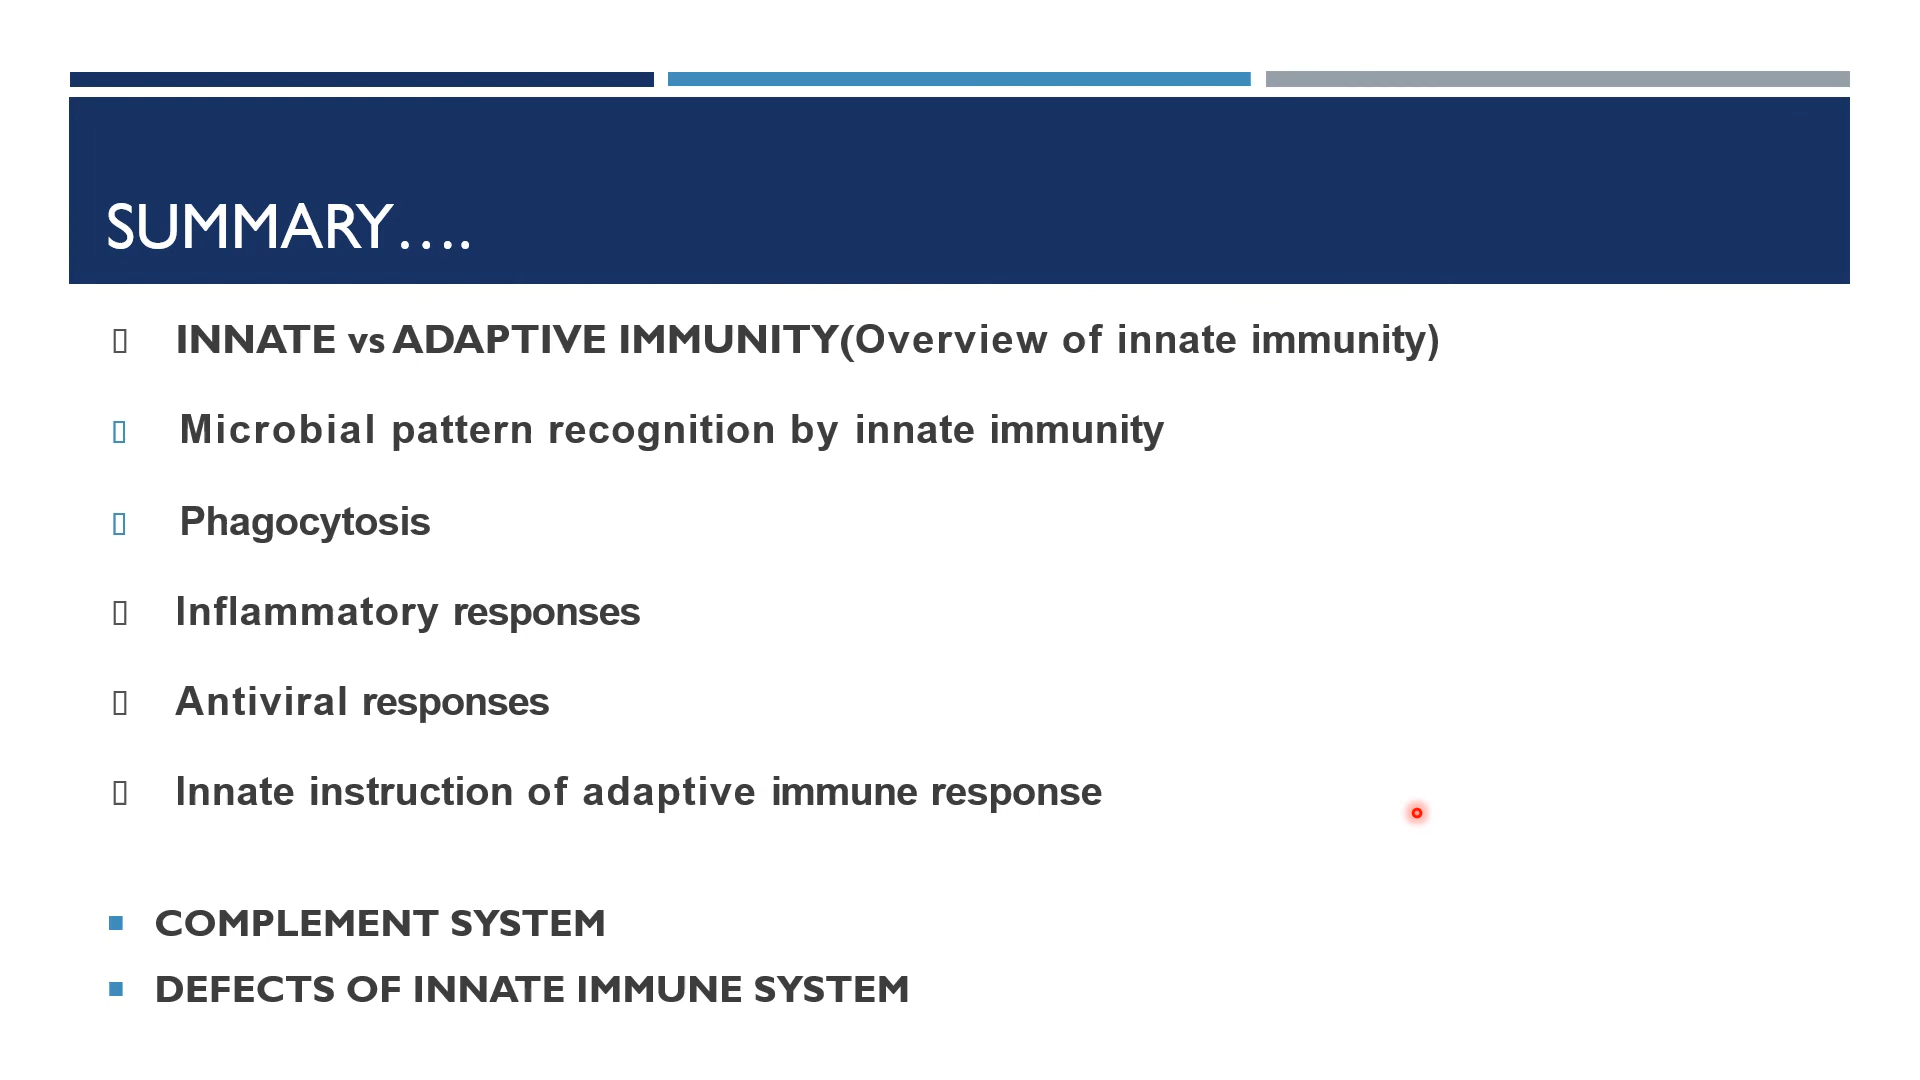 SUMMARY….
INNATE vs ADAPTIVE IMMUNITY(Overview of innate immunity)
Microbial pattern recognition by innate immunity
Phagocytosis
Inflammatory responses
Antiviral responses
Innate instruction of adaptive immune response
COMPLEMENT SYSTEM
DEFECTS OF INNATE IMMUNE SYSTEM